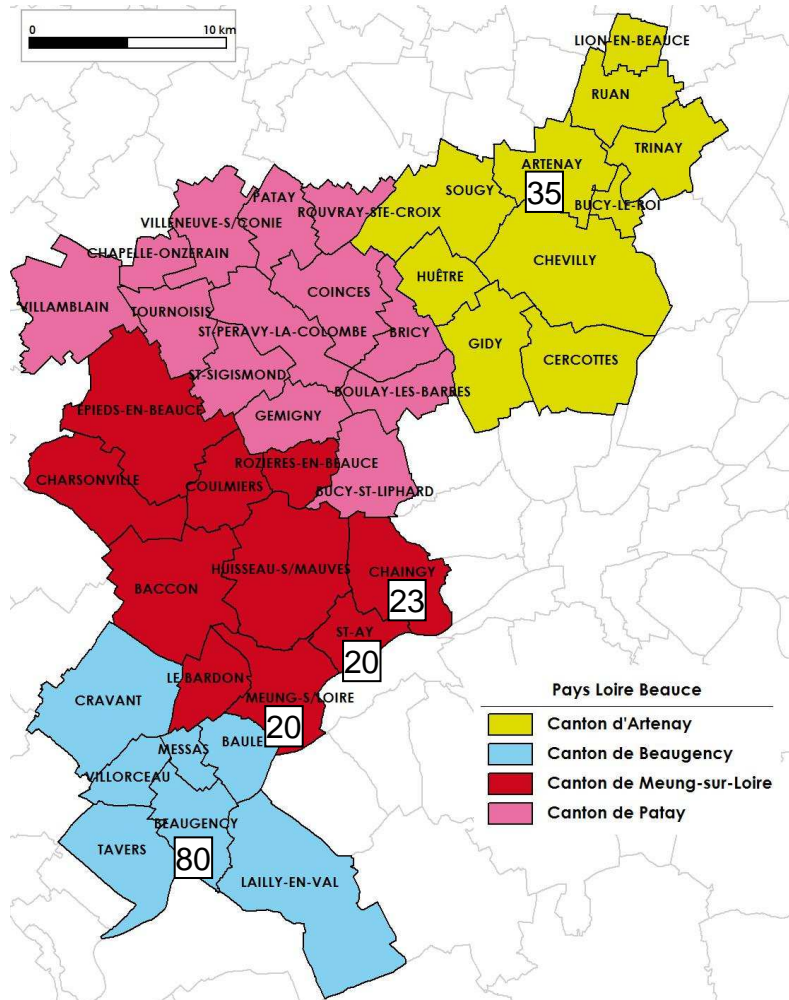 0 10 km
LION-EN-BEAUCE
RUAN
TRINAY
ARTENAY
35
SOUGY
BUCY-LE-ROI
PATAY
ROUVRAY-STE-CROIX
VILLENEUVE-S/CONIE
CHAPELLE-ONZERAIN
CHEVILLY
HUÊTRE
COINCES
VILLAMBLAIN
TOURNOISIS
ST-PERAVY-LA-COLOMBE
BRICY
GIDY
CERCOTTES
ST-SIGISMOND
BOULAY-LES-BARRES
EPIEDS-EN-BEAUCE
GEMIGNY
ROZIERES-EN-BEAUCE
CHARSONVILLE
COULMIERS
BUCY-ST-LIPHARD
HUISSEAU-S/MAUVES
CHAINGY
BACCON
23
ST-AY
20
LE BARDON
CRAVANT
MEUNG-S/LOIRE
20
MESSAS
BAULE
VILLORCEAU
BEAUGENCY
TAVERS
80
LAILLY-EN-VAL
Pays Loire Beauce
Canton d'Artenay
Canton de Beaugency
Canton de Meung-sur-Loire
Canton de Patay